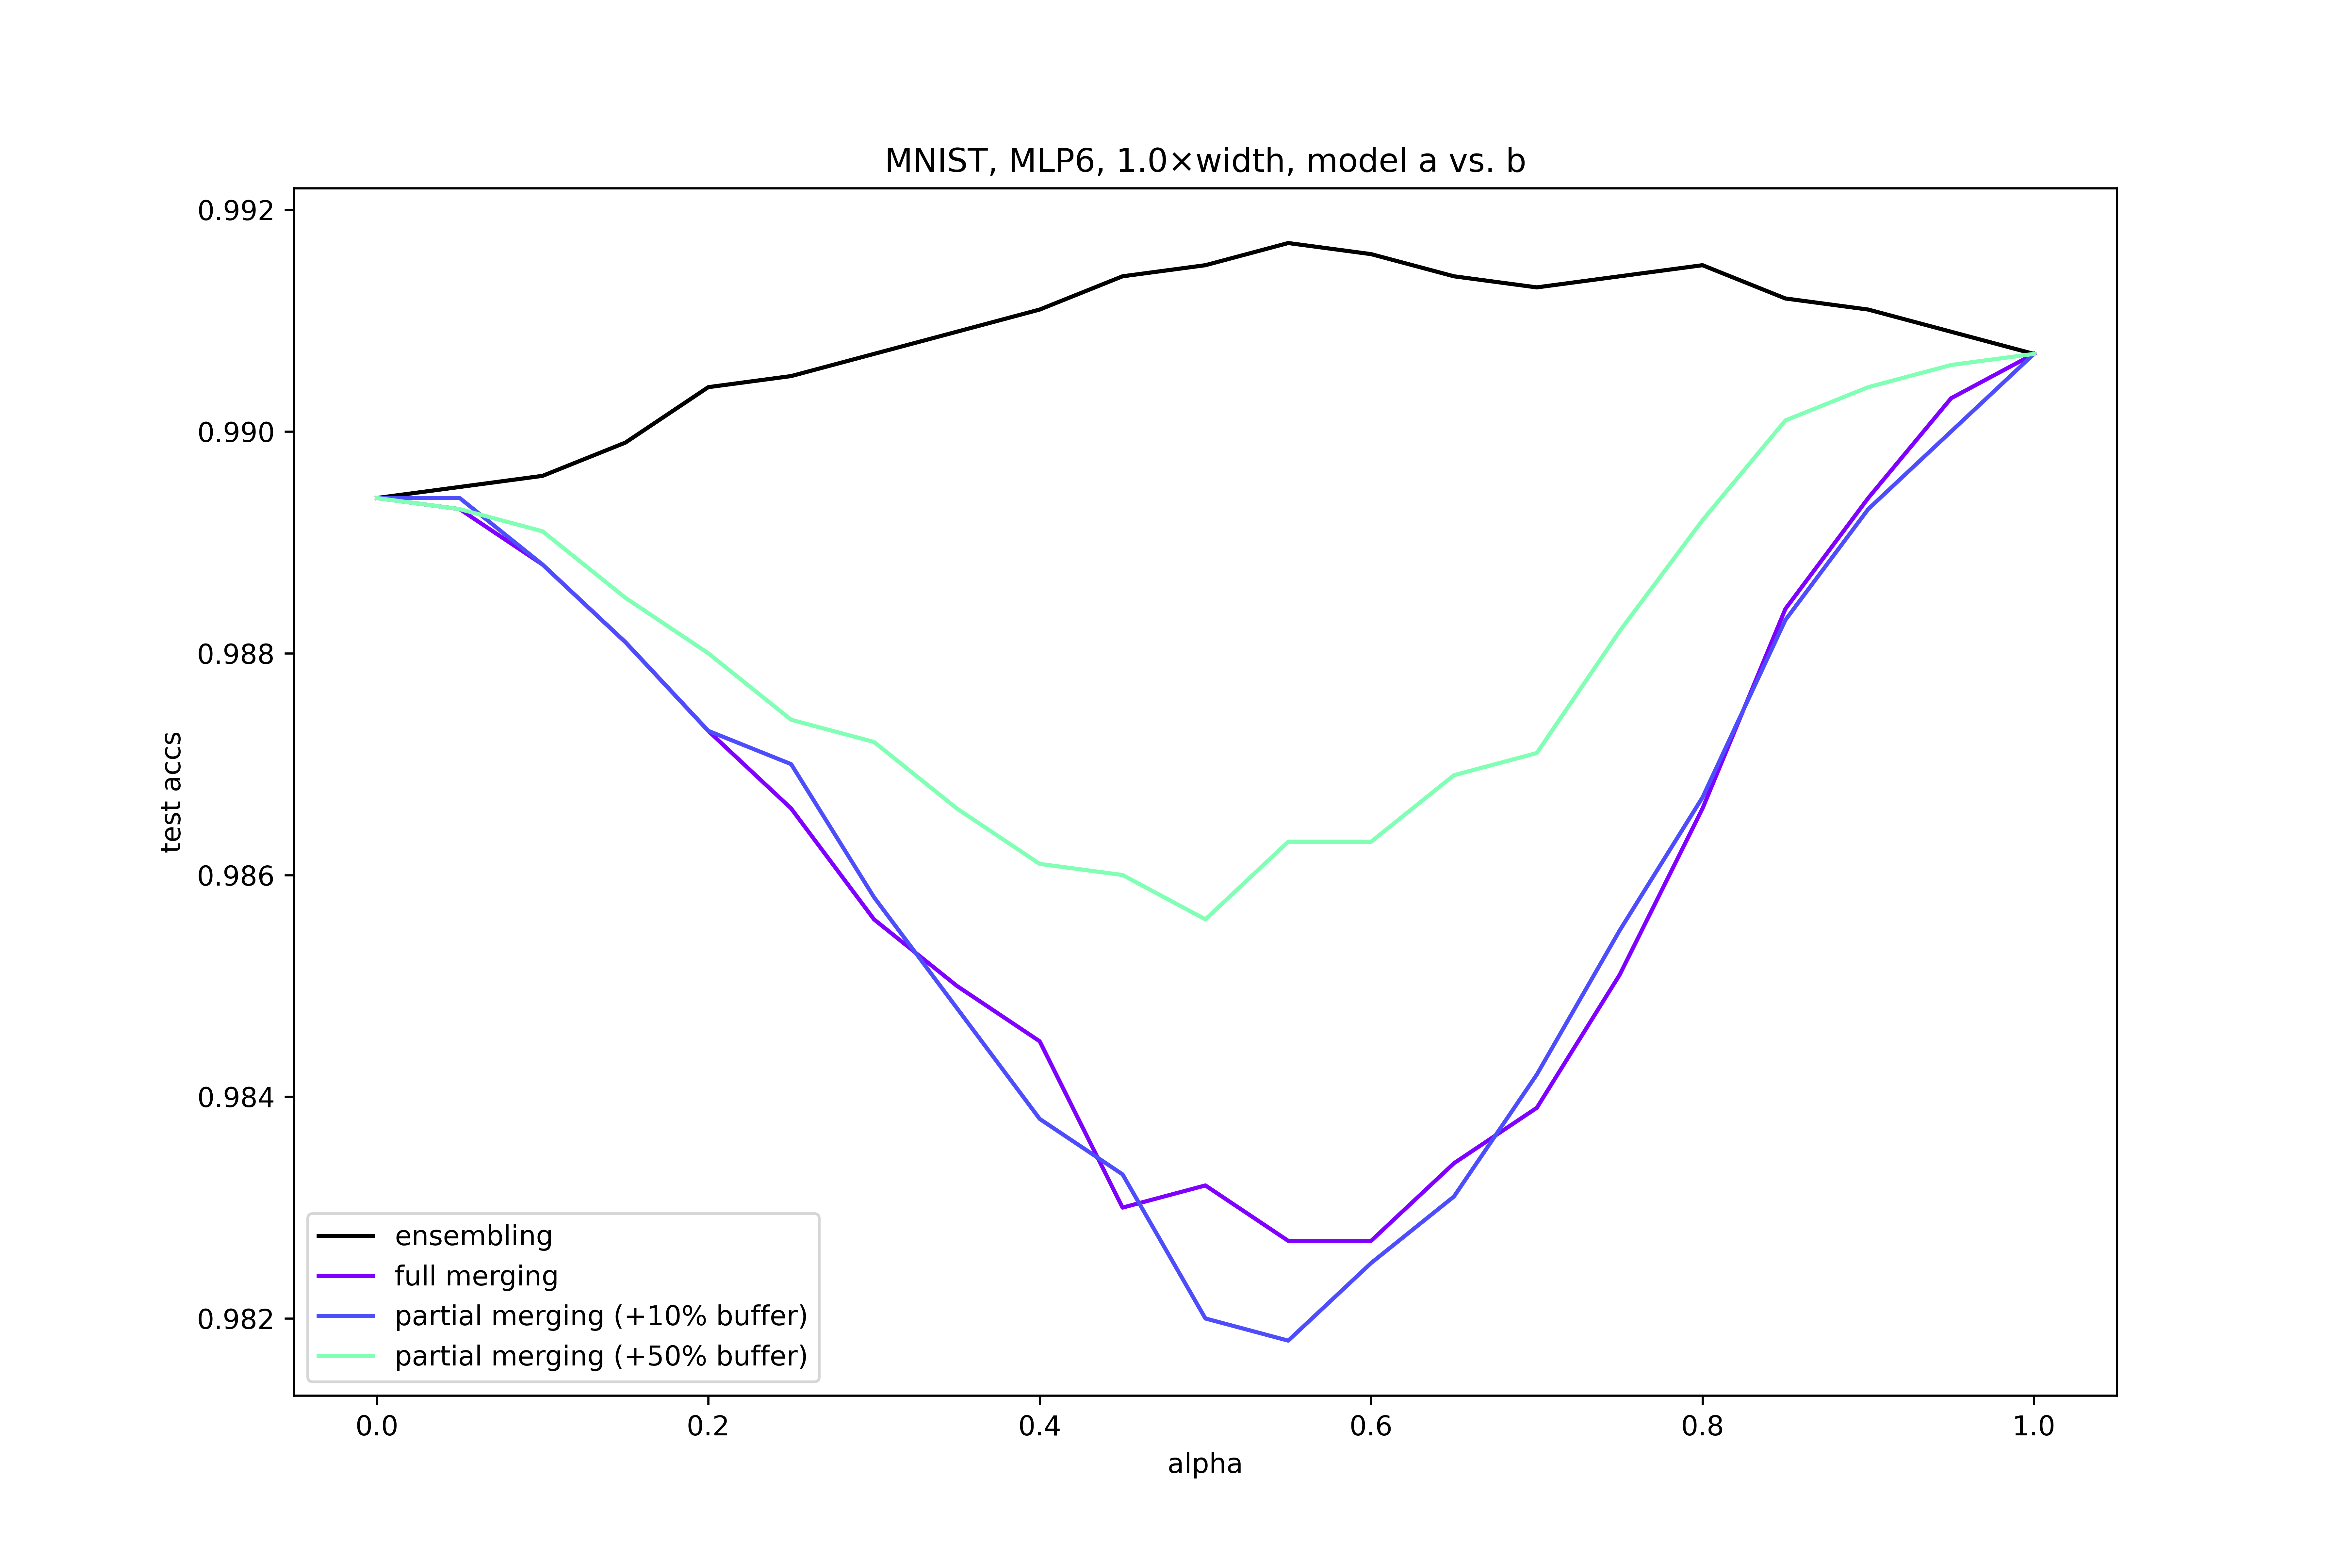 MNIST, MLP6, 1.0×width, model a vs. b
0.992
0.990
0.988
0.986
0.984
0.982
test accs
ensembling
full merging
partial merging (+10% buffer)
partial merging (+50% buffer)
0.0 0.2 0.4 0.6 0.8 1.0
alpha